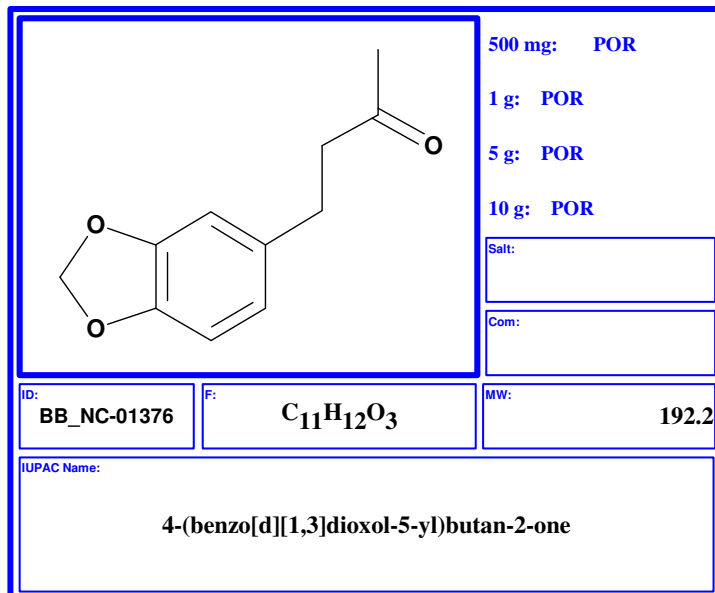 O
O
O
500 mg: POR
1 g: POR
5 g: POR
10 g: POR
Salt:
Com:
ID:
BB_NC-01376
F:
C11H12O3
MW:
192.2
IUPAC Name:
4-(benzo[d][1,3]dioxol-5-yl)butan-2-one